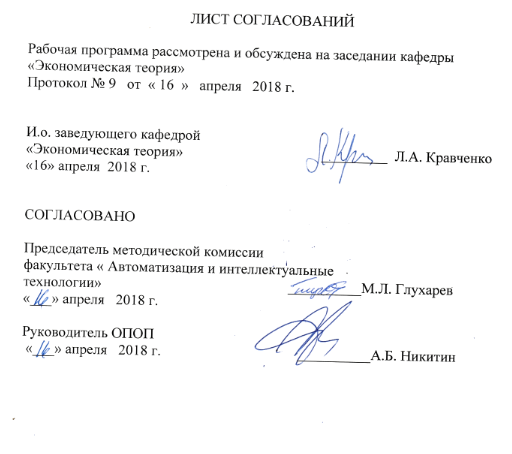 ЛИСТ СОГЛАСОВАНИЙ
Рабочая программа рассмотрена и обсуждена на заседании кафедры
«Экономическая теория»
Протокол № 9 от « 16 » апреля 2018 г.
И.о. заведующего кафедрой
«Экономическая теория» Л.А. Кравченко
«16» апреля 2018 г.
СОГЛАСОВАНО
Председатель методической комиссии
факультета « Автоматизация и интеллектуальные
технологии» М.Л. Глухарев
«16» апреля 2018 г.
Руководитель ОПОП
«16» апреля 2018 г.
А.Б. Никитин